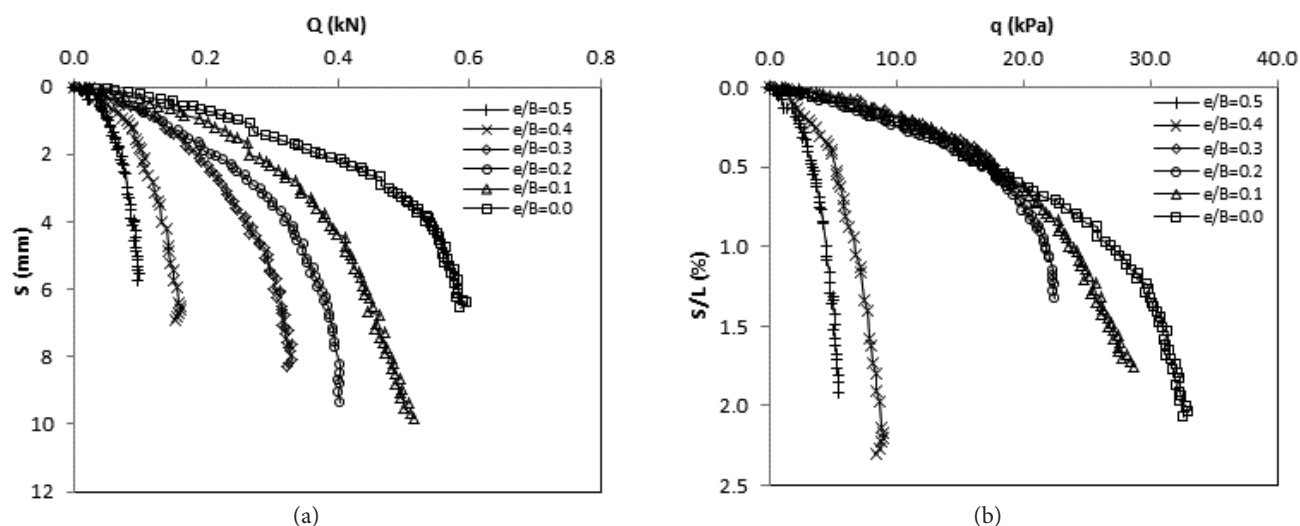 Q (kN)
0.0 0.2 0.4 0.6 0.8
0
2
4
6
8
10
12
S (mm)
e/B=0.5
e/B=0.4
e/B=0.3
e/B=0.2
e/B=0.1
e/B=0.0
(a)
q (kPa)
0.0 10.0 20.0 30.0 40.0
0.0
0.5
1.0
1.5
2.0
2.5
S/L (%)
e/B=0.5
e/B=0.4
e/B=0.3
e/B=0.2
e/B=0.1
e/B=0.0
(b)